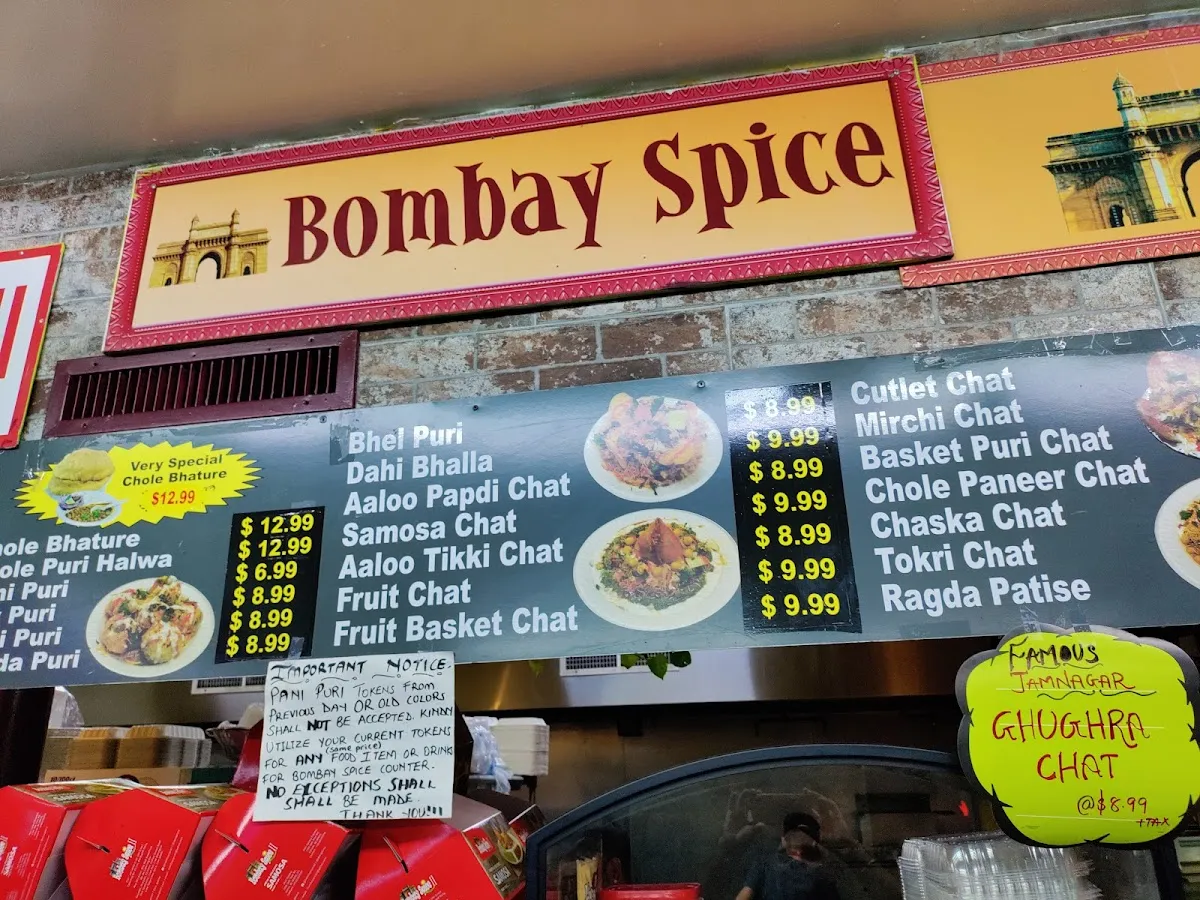 Bombay Spice
Very Special
Chole Bhature
$12.99
hole Bhature
ole Puri Halwa
Puri
Puri
Puri
da Puri
$ 12.99
$ 12.99
$ 6.99
$ 8.99
$ 8.99
$ 8.99
Bhel Puri
Dahi Bhalla
Aaloo Papdi Chat
Samosa Chat
Aaloo Tikki Chat
Fruit Chat
Fruit Basket Chat
$ 8.99
$ 9.99
$ 8.99
$ 9.99
$ 8.99
$ 9.99
$ 9.99
Cutlet Chat
Mirchi Chat
Basket Puri Chat
Chole Paneer Chat
Chaska Chat
Tokri Chat
Ragda Patise
IMPORTANT NOTICE.
PANI PURI TOKENS FROM
PREVIOUS DAY OR OLD COLORS
SHALL NOT BE ACCEPTED. KINDLY
UTILIZE YOUR CURRENT TOKENS
(same price)
FOR ANY FOOD ITEM OR DRINK
FOR BOMBAY SPICE COUNTER.
NO EXCEPTIONS SHALL
SHALL BE MADE.
THANK YOU!!!!
FAMOUS
JAMNAGAR
GHUGHRA
CHAT
@$8.99
+TAX
SAMOSA